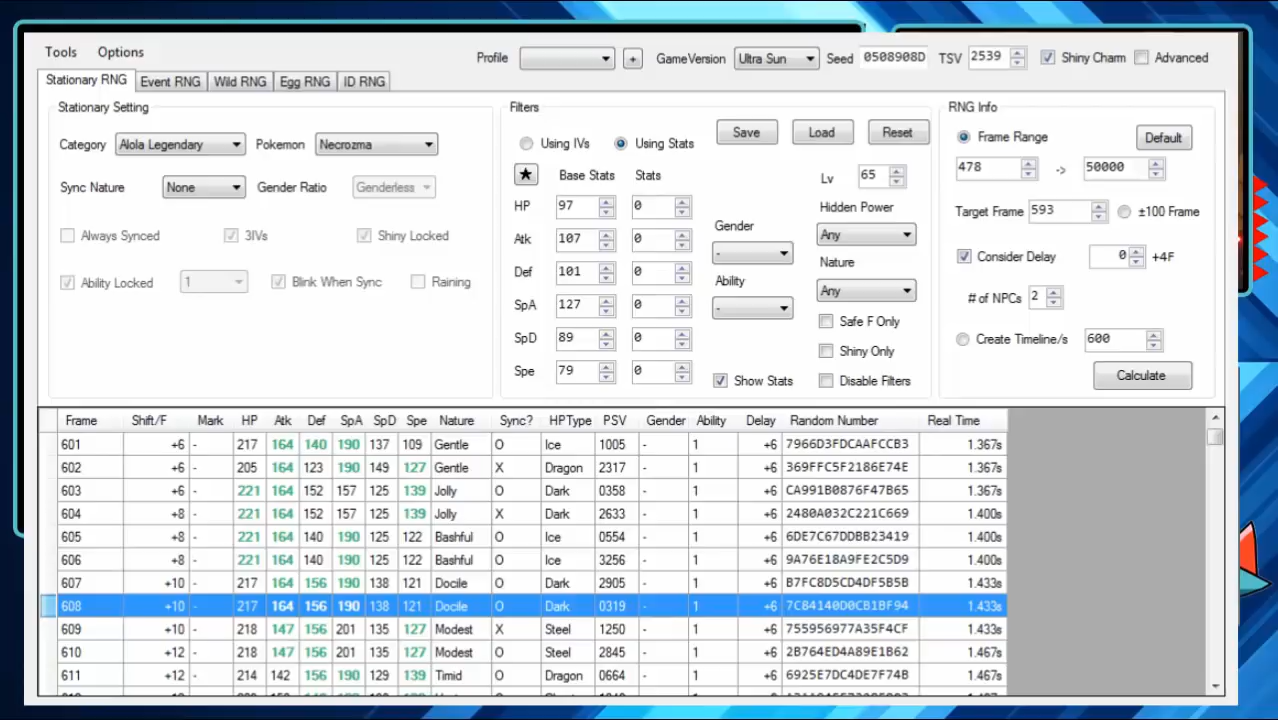 Tools Options
Profile + GameVersion Ultra Sun Seed 0508908D TSV 2539 Shiny Charm Advanced
Stationary RNG Event RNG Wild RNG Egg RNG ID RNG
Stationary Setting
Category Alola Legendary Pokemon Necrozma
Sync Nature None Gender Ratio Genderless
Always Synced 3IVs Shiny Locked
Ability Locked 1 Blink When Sync Raining
Filters
Using IVs Using Stats Save Load Reset
★ Base Stats Stats Lv 65
HP 97 0
Atk 107 0
Def 101 0
SpA 127 0
SpD 89 0
Spe 79 0
Gender
-
Ability
-
Show Stats
Hidden Power
Any
Nature
Any
Safe F Only
Shiny Only
Disable Filters
RNG Info
Frame Range Default
478 -> 50000
Target Frame 593 ±100 Frame
Consider Delay 0 +4F
# of NPCs 2
Create Timeline/s 600
Calculate
Frame Shift/F Mark HP Atk Def SpA SpD Spe Nature Sync? HPType PSV Gender Ability Delay Random Number Real Time
601 +6 - 217 164 140 190 137 109 Gentle O Ice 1005 - 1 +6 7966D3FDCAAFCCB3 1.367s
602 +6 - 205 164 123 190 149 127 Gentle X Dragon 2317 - 1 +6 369FFC5F2186E74E 1.367s
603 +6 - 221 164 152 157 125 139 Jolly O Dark 0358 - 1 +6 CA991B0876F47B65 1.367s
604 +8 - 221 164 152 157 125 139 Jolly X Dark 2633 - 1 +6 2480A032C221C669 1.400s
605 +8 - 221 164 140 190 125 122 Bashful O Ice 0554 - 1 +6 6DE7C67DDBB23419 1.400s
606 +8 - 221 164 140 190 125 122 Bashful O Ice 3256 - 1 +6 9A76E18A9FE2C5D9 1.400s
607 +10 - 217 164 156 190 138 121 Docile O Dark 2905 - 1 +6 B7FC8D5CD4DF5B5B 1.433s
608 +10 - 217 164 156 190 138 121 Docile O Dark 0319 - 1 +6 7C84140D0CB1BF94 1.433s
609 +10 - 218 147 156 201 135 127 Modest X Steel 1250 - 1 +6 755956977A35F4CF 1.433s
610 +12 - 218 147 156 201 135 127 Modest O Steel 2845 - 1 +6 2B764ED4A89E1B62 1.467s
611 +12 - 214 142 156 190 129 139 Timid O Dragon 0664 - 1 +6 6925E7DC4DE7F74B 1.467s